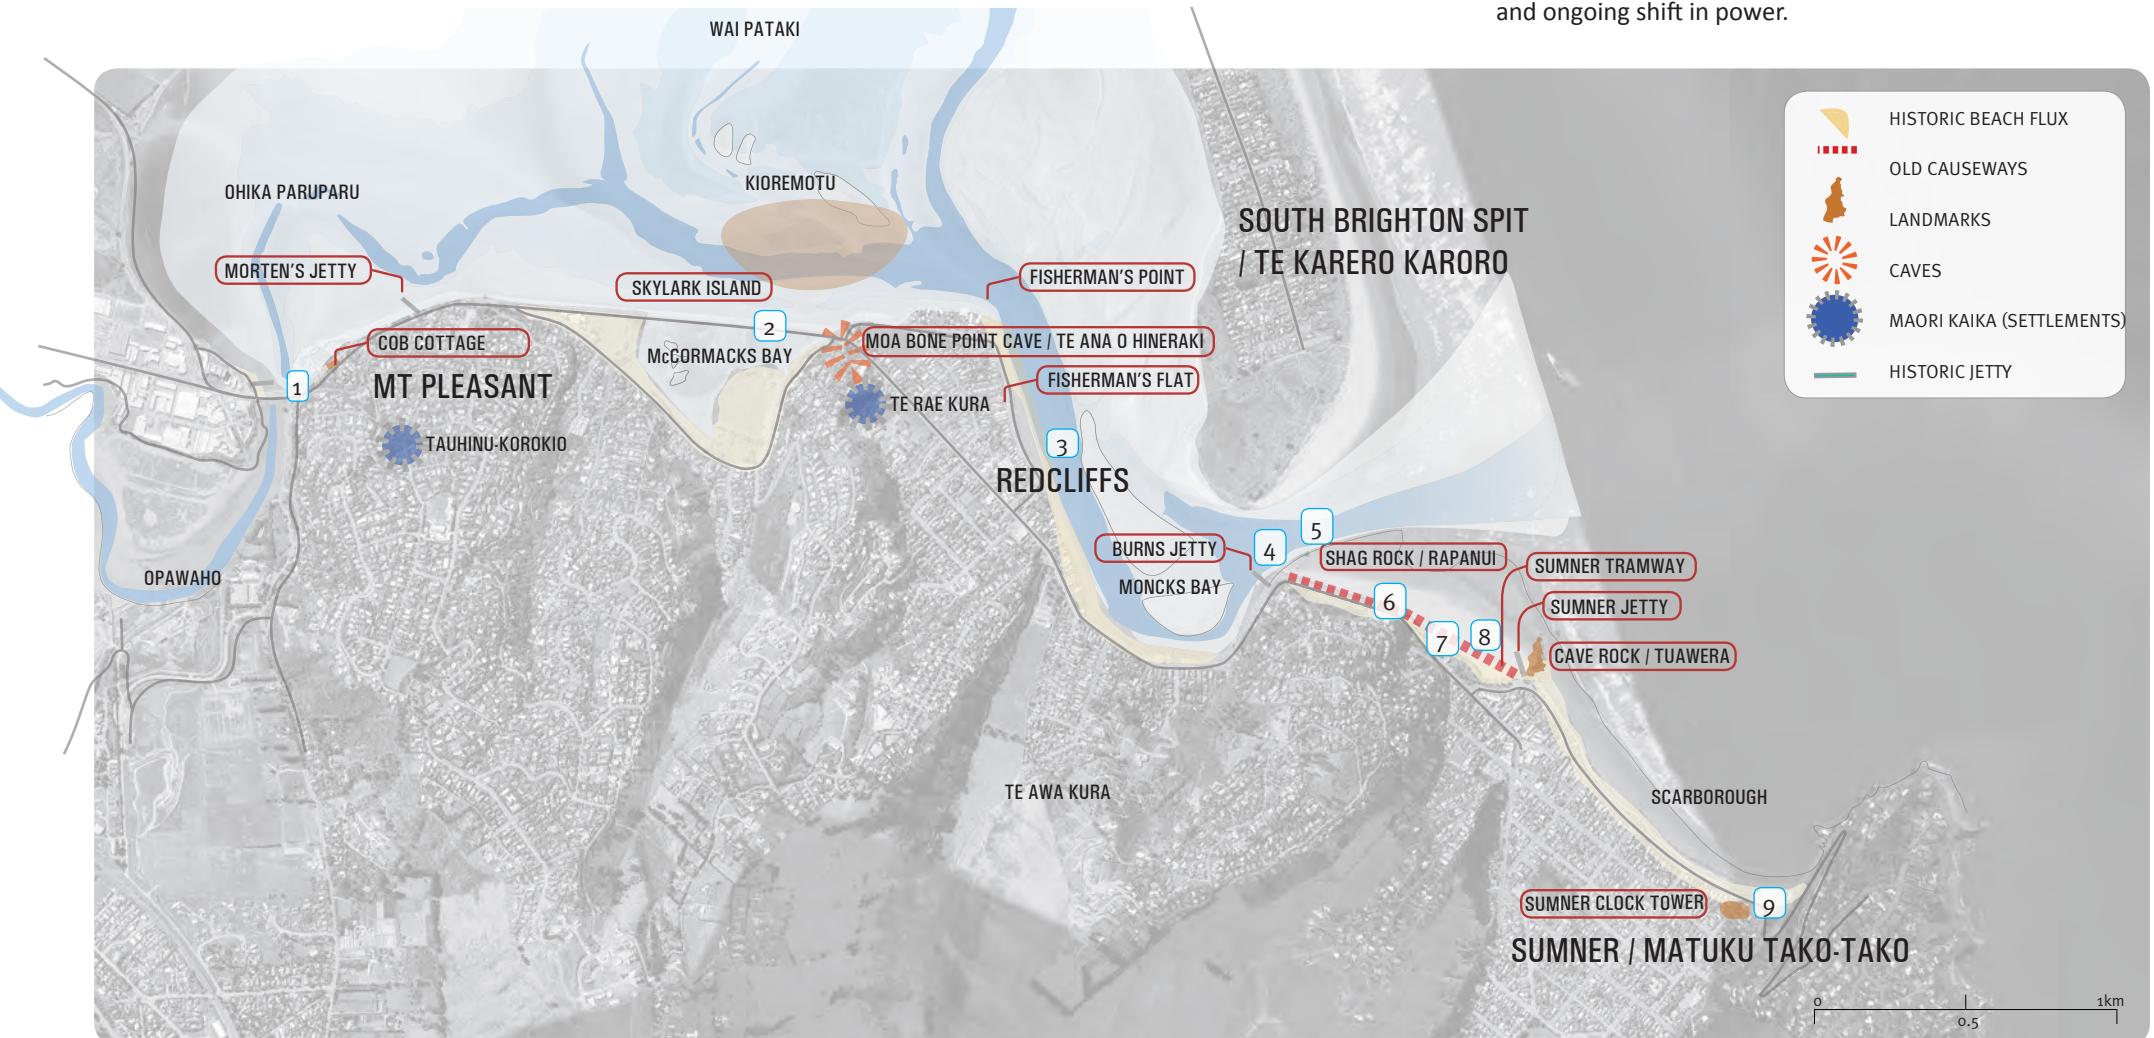 and ongoing shift in power.
WAI PATAKI
HISTORIC BEACH FLUX
OLD CAUSEWAYS
LANDMARKS
CAVES
MAORI KAIKA (SETTLEMENTS)
HISTORIC JETTY
OHIKA PARUPARU
KIOREMOTU
SOUTH BRIGHTON SPIT
/ TE KARERO KARORO
MORTEN'S JETTY
SKYLARK ISLAND
FISHERMAN'S POINT
2
COB COTTAGE
McCORMACKS BAY
MOA BONE POINT CAVE / TE ANA O HINERAKI
1
MT PLEASANT
FISHERMAN'S FLAT
TE RAE KURA
TAUHINU-KOROKIO
3
REDCLIFFS
5
BURNS JETTY
4
SHAG ROCK / RAPANUI
SUMNER TRAMWAY
OPAWAHO
MONCKS BAY
6
SUMNER JETTY
7
8
CAVE ROCK / TUAWERA
TE AWA KURA
SCARBOROUGH
SUMNER CLOCK TOWER
9
SUMNER / MATUKU TAKO-TAKO
0
1km
0.5